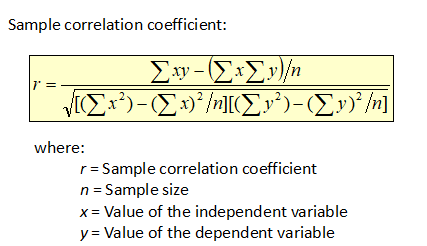 Sample correlation coefficient:
r = (∑xy − (∑x∑y)/n) / √[(∑x²) − (∑x)²/n][(∑y²) − (∑y)²/n]
where:
r = Sample correlation coefficient
n = Sample size
x = Value of the independent variable
y = Value of the dependent variable